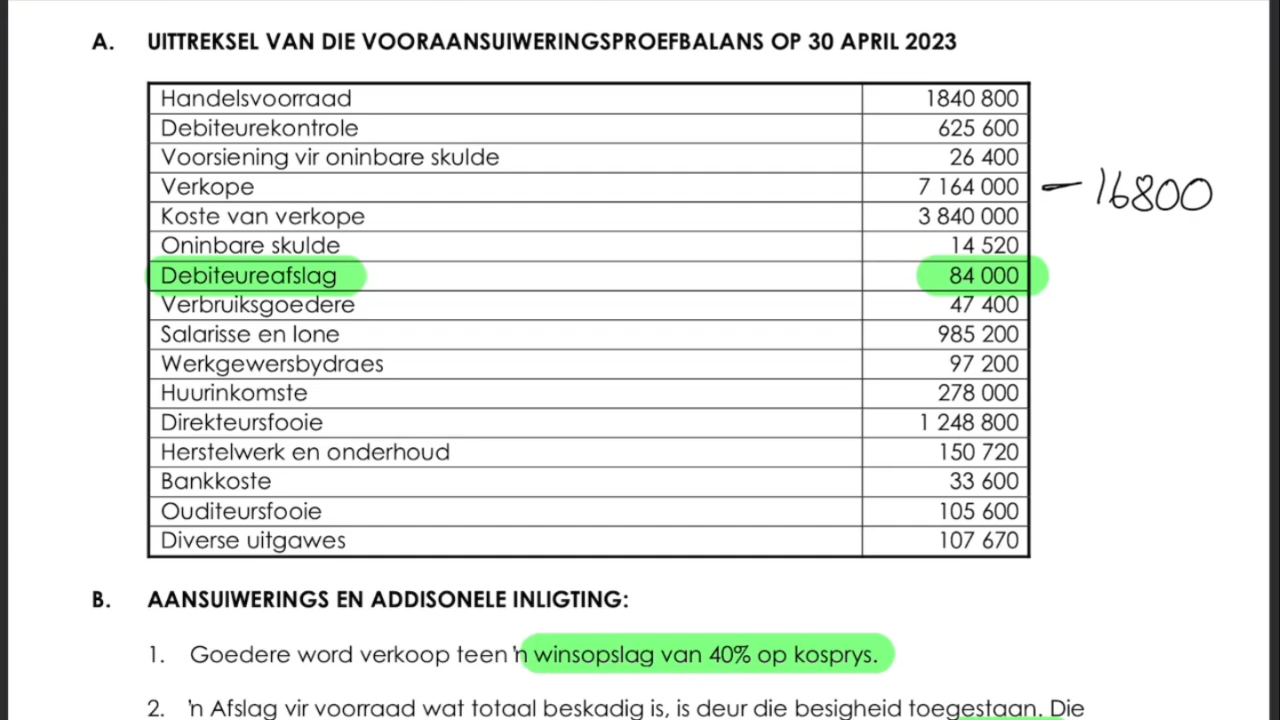 A. UITTREKSEL VAN DIE VOORAANSUIWERINGSPROEFBALANS OP 30 APRIL 2023
Handelsvoorraad 1840 800
Debiteurekontrole 625 600
Voorsiening vir oninbare skulde 26 400
Verkope 7 164 000 – 16800
Koste van verkope 3 840 000
Oninbare skulde 14 520
Debiteureafslag 84 000
Verbruiksgoedere 47 400
Salarisse en lone 985 200
Werkgewersbydraes 97 200
Huurinkomste 278 000
Direkteursfooie 1 248 800
Herstelwerk en onderhoud 150 720
Bankkoste 33 600
Ouditeursfooie 105 600
Diverse uitgawes 107 670
B. AANSUIWERINGS EN ADDISONELE INLIGTING:
1. Goedere word verkoop teen 'n winsopslag van 40% op kosprys.
2. 'n Afslag vir voorraad wat totaal beskadig is, is deur die besigheid toegestaan. Die